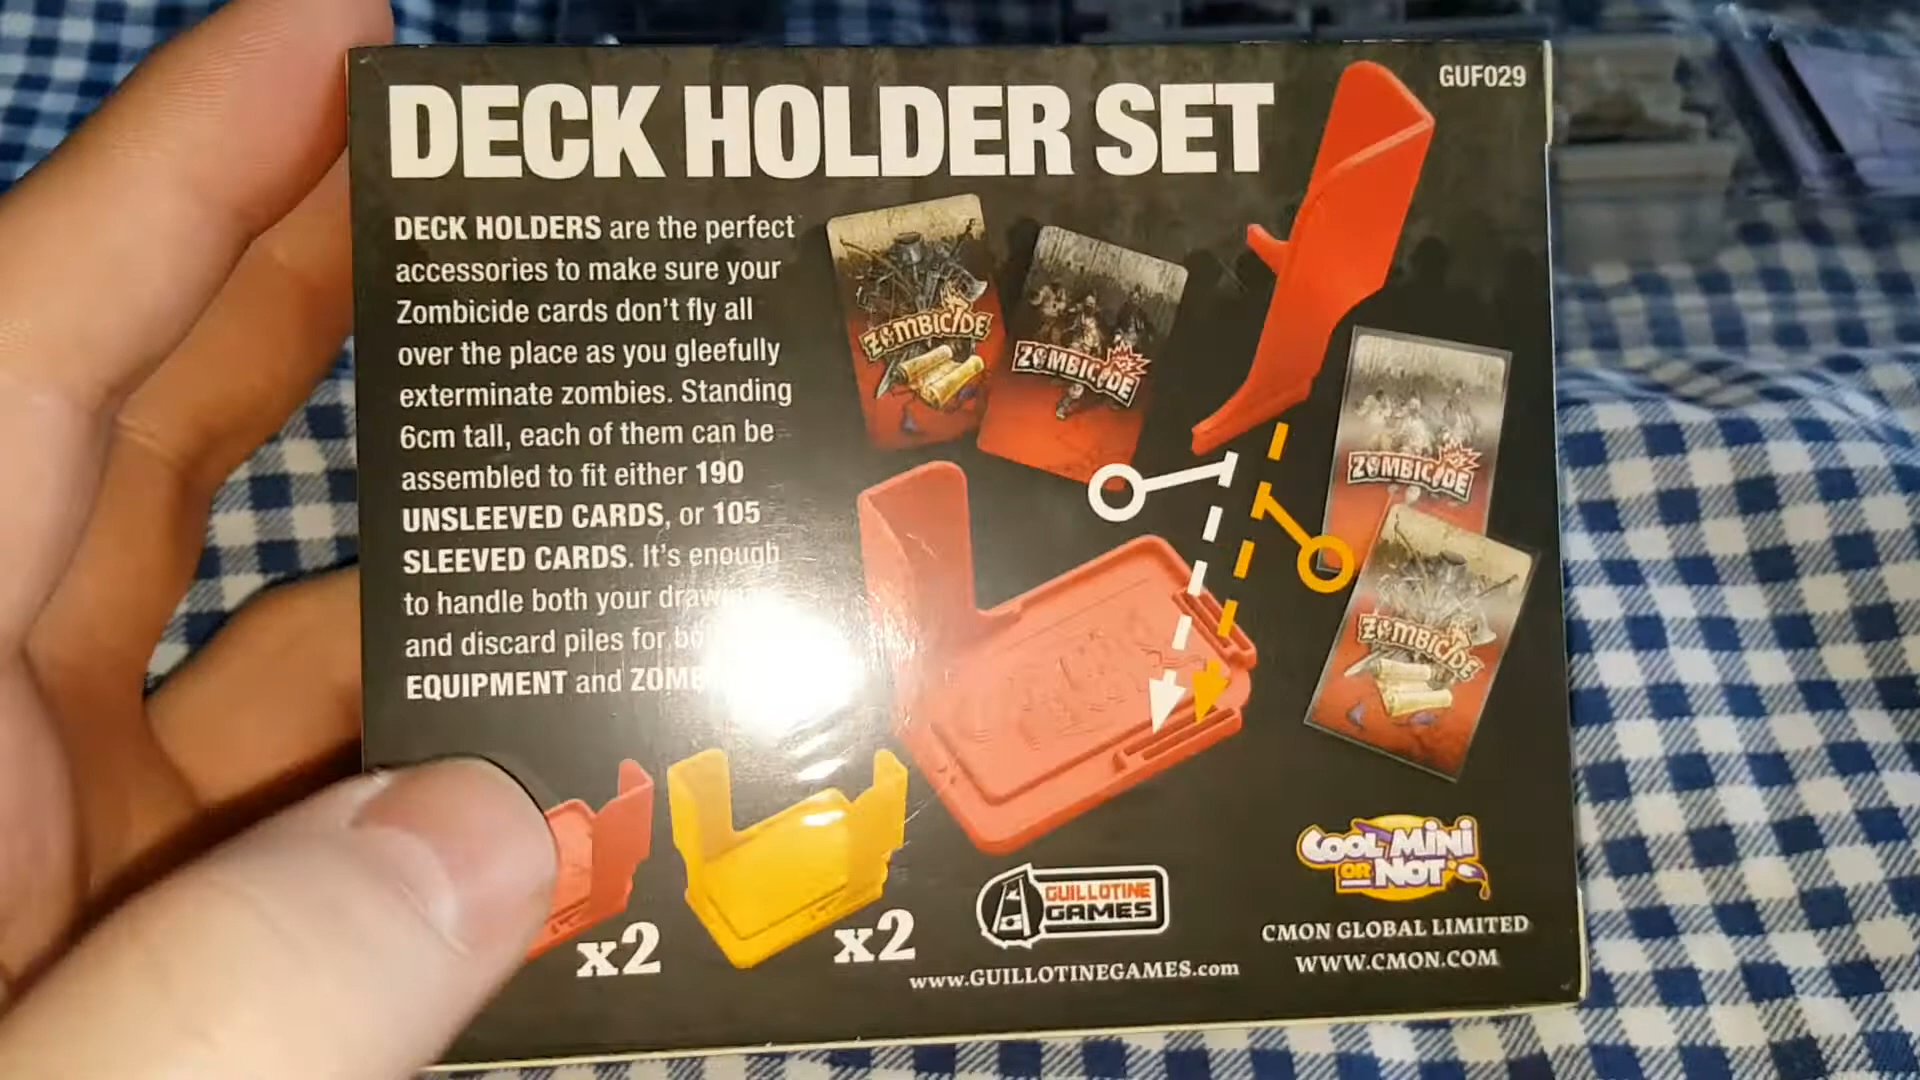 GUF029
DECK HOLDER SET
DECK HOLDERS are the perfect
accessories to make sure your
Zombicide cards don't fly all
over the place as you gleefully
exterminate zombies. Standing
6cm tall, each of them can be
assembled to fit either 190
UNSLEEVED CARDS, or 105
SLEEVED CARDS. It's enough
to handle both your
and discard piles for
EQUIPMENT and
ZOMBICIDE
ZOMBICIDE
ZOMBICIDE
ZOMBICIDE
x2
x2
GUILLOTINE
GAMES
www.GUILLOTINEGAMES.com
COOL MINI
OR NOT
CMON GLOBAL LIMITED
WWW.CMON.COM